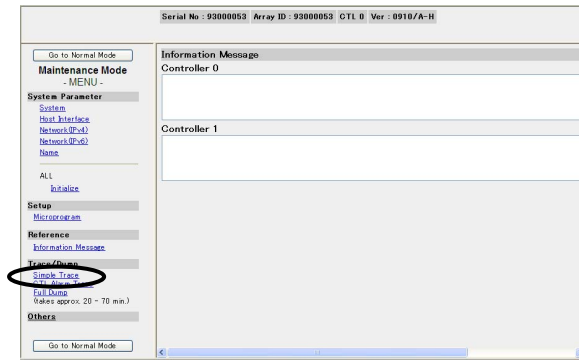 Serial No : 93000053 Array ID : 93000053 CTL 0 Ver : 0910/A-H
Go to Normal Mode
Maintenance Mode
- MENU -
System Parameter
System
Host Interface
Network(IPv4)
Network(IPv6)
Name
ALL
Initialize
Setup
Microprogram
Reference
Information Message
Trace/Dump
Simple Trace
CTL Alarm Trace
Full Dump
(takes approx. 20 - 70 min.)
Others
Go to Normal Mode
Information Message
Controller 0
Controller 1